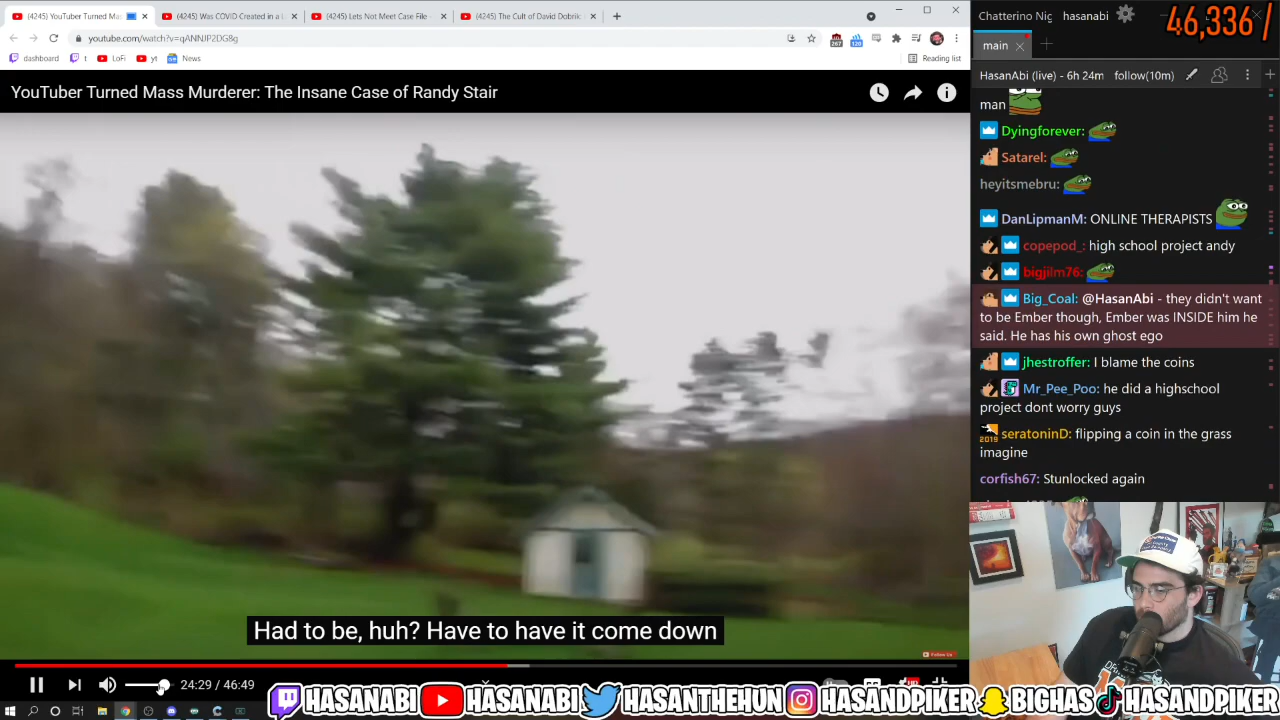 (4245) YouTuber Turned Mas
(4245) Was COVID Created in a L
(4245) Lets Not Meet Case File -
(4245) The Cult of David Dobrik:
youtube.com/watch?v=qANNJP2DG8g
dashboard
t
LoFi
yt
News
Reading list
YouTuber Turned Mass Murderer: The Insane Case of Randy Stair
Had to be, huh? Have to have it come down
Follow Us
24:29 / 46:49
Chatterino Nig
hasanabi
46,336 /
main
HasanAbi (live) - 6h 24m
follow(10m)
man
Dyingforever:
Satarel:
heyitsmebru:
DanLipmanM: ONLINE THERAPISTS
copepod_: high school project andy
bigjilm76:
Big_Coal: @HasanAbi - they didn't want
to be Ember though, Ember was INSIDE him he
said. He has his own ghost ego
jhestroffer: I blame the coins
Mr_Pee_Poo: he did a highschool
project dont worry guys
2019 seratoninD: flipping a coin in the grass
imagine
corfish67: Stunlocked again
HASANABI
HASANABI
HASANTHEHUN
HASANDPIKER
BIGHAS
HASANDPIKER